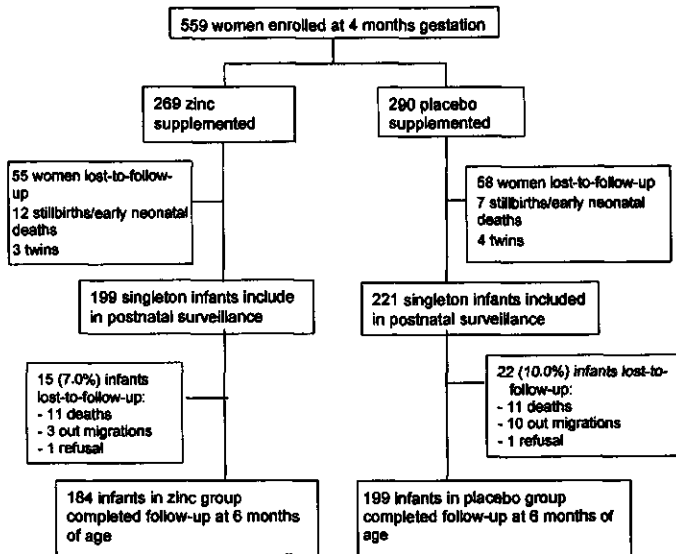 559 women enrolled at 4 months gestation
269 zinc
supplemented
290 placebo
supplemented
55 women lost-to-follow-
up
12 stillbirths/early neonatal
deaths
3 twins
58 women lost-to-follow-up
7 stillbirths/early neonatal
deaths
4 twins
199 singleton infants include
in postnatal surveillance
221 singleton infants included
in postnatal surveillance
15 (7.0%) infants
lost-to-follow-up:
- 11 deaths
- 3 out migrations
- 1 refusal
22 (10.0%) infants lost-to-
follow-up:
- 11 deaths
- 10 out migrations
- 1 refusal
184 infants in zinc group
completed follow-up at 6 months
of age
199 infants in placebo group
completed follow-up at 6 months of
age